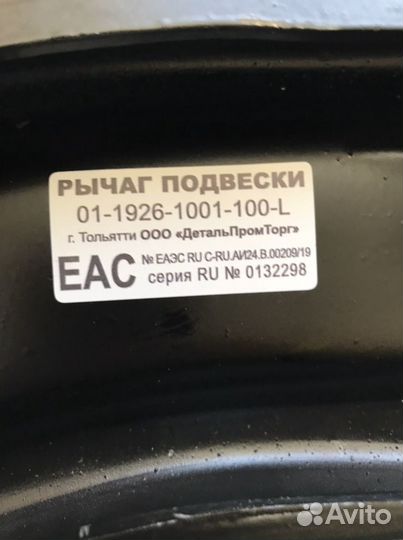 РЫЧАГ ПОДВЕСКИ
01-1926-1001-100-L
г. Тольятти ООО «ДетальПромТорг»
ЕАС № ЕАЭС RU C-RU.АИ24.В.00209/19
серия RU № 0132298
Avito